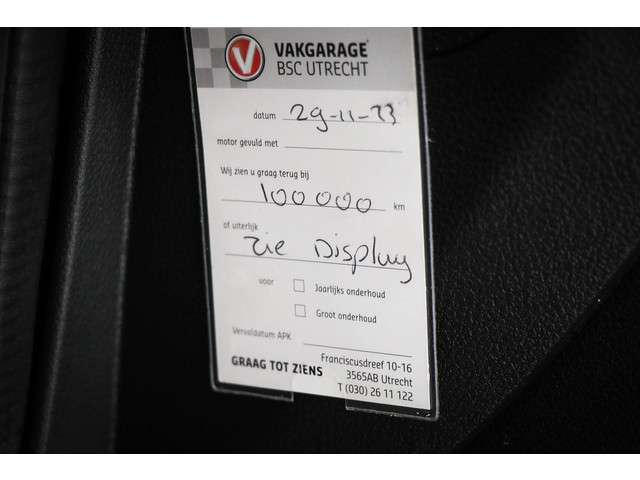 V VAKGARAGE
BSC UTRECHT
datum 29-11-23
motor gevuld met
Wij zien u graag terug bij
100 000 km
of uiterlijk
zie Display
voor Jaarlijks onderhoud
Groot onderhoud
Vervaldatum APK
GRAAG TOT ZIENS
Franciscusdreef 10-16
3565AB Utrecht
T (030) 26 11 122